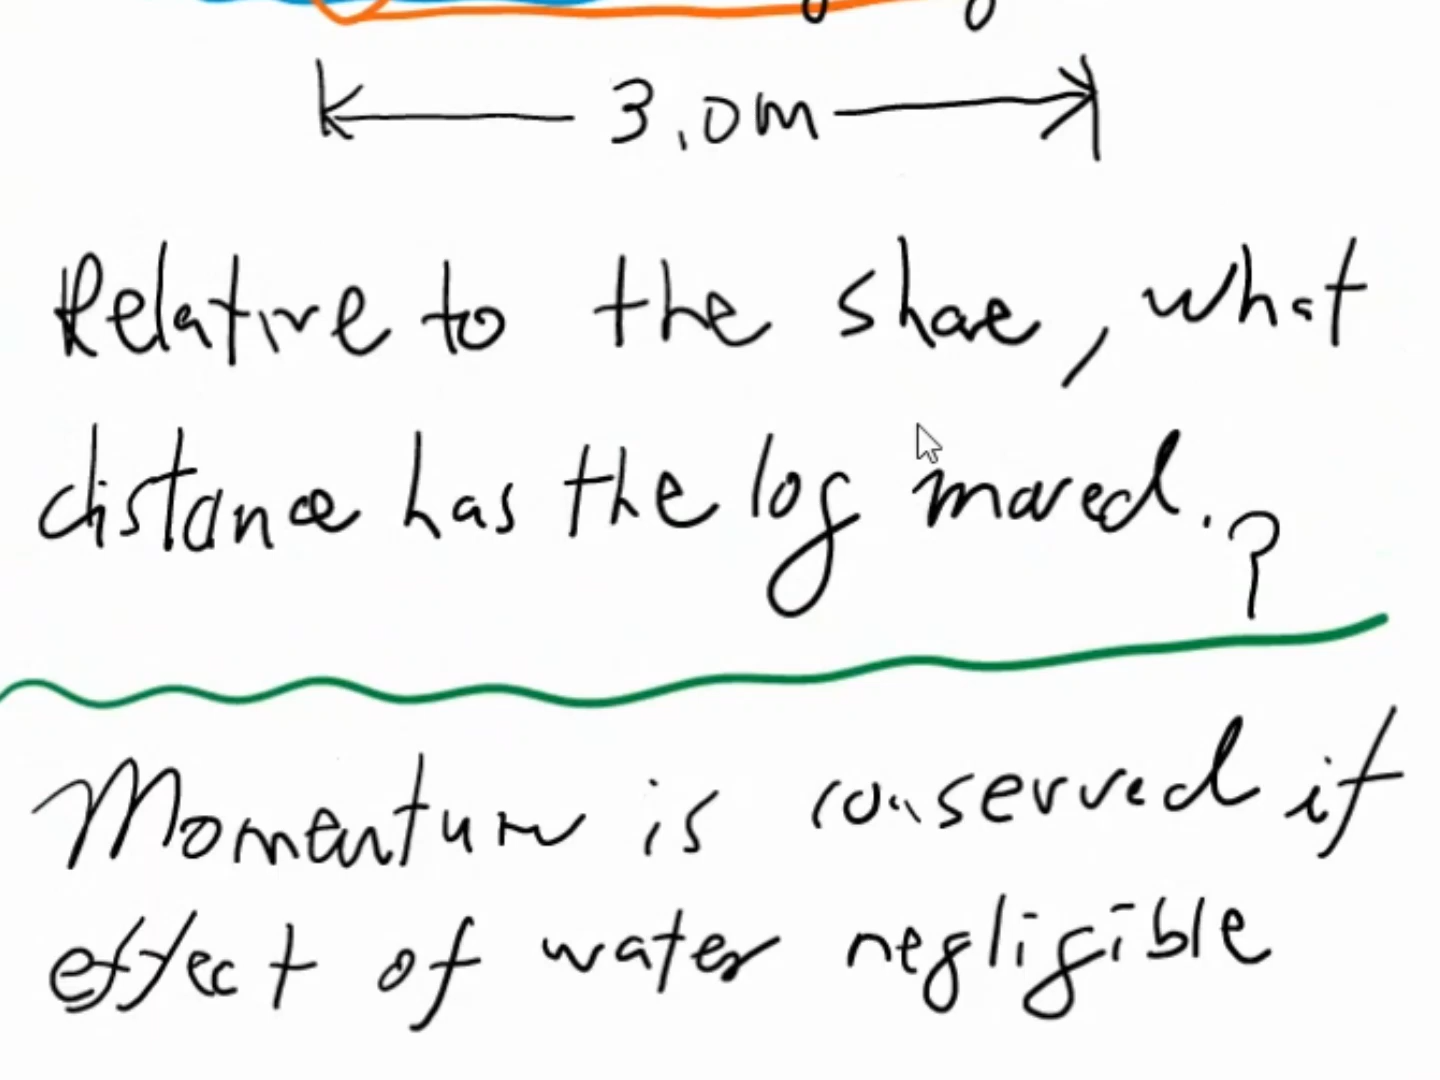 3.0m
Relative to the shore, what
distance has the log moved.?
Momentum is conserved if
effect of water negligible